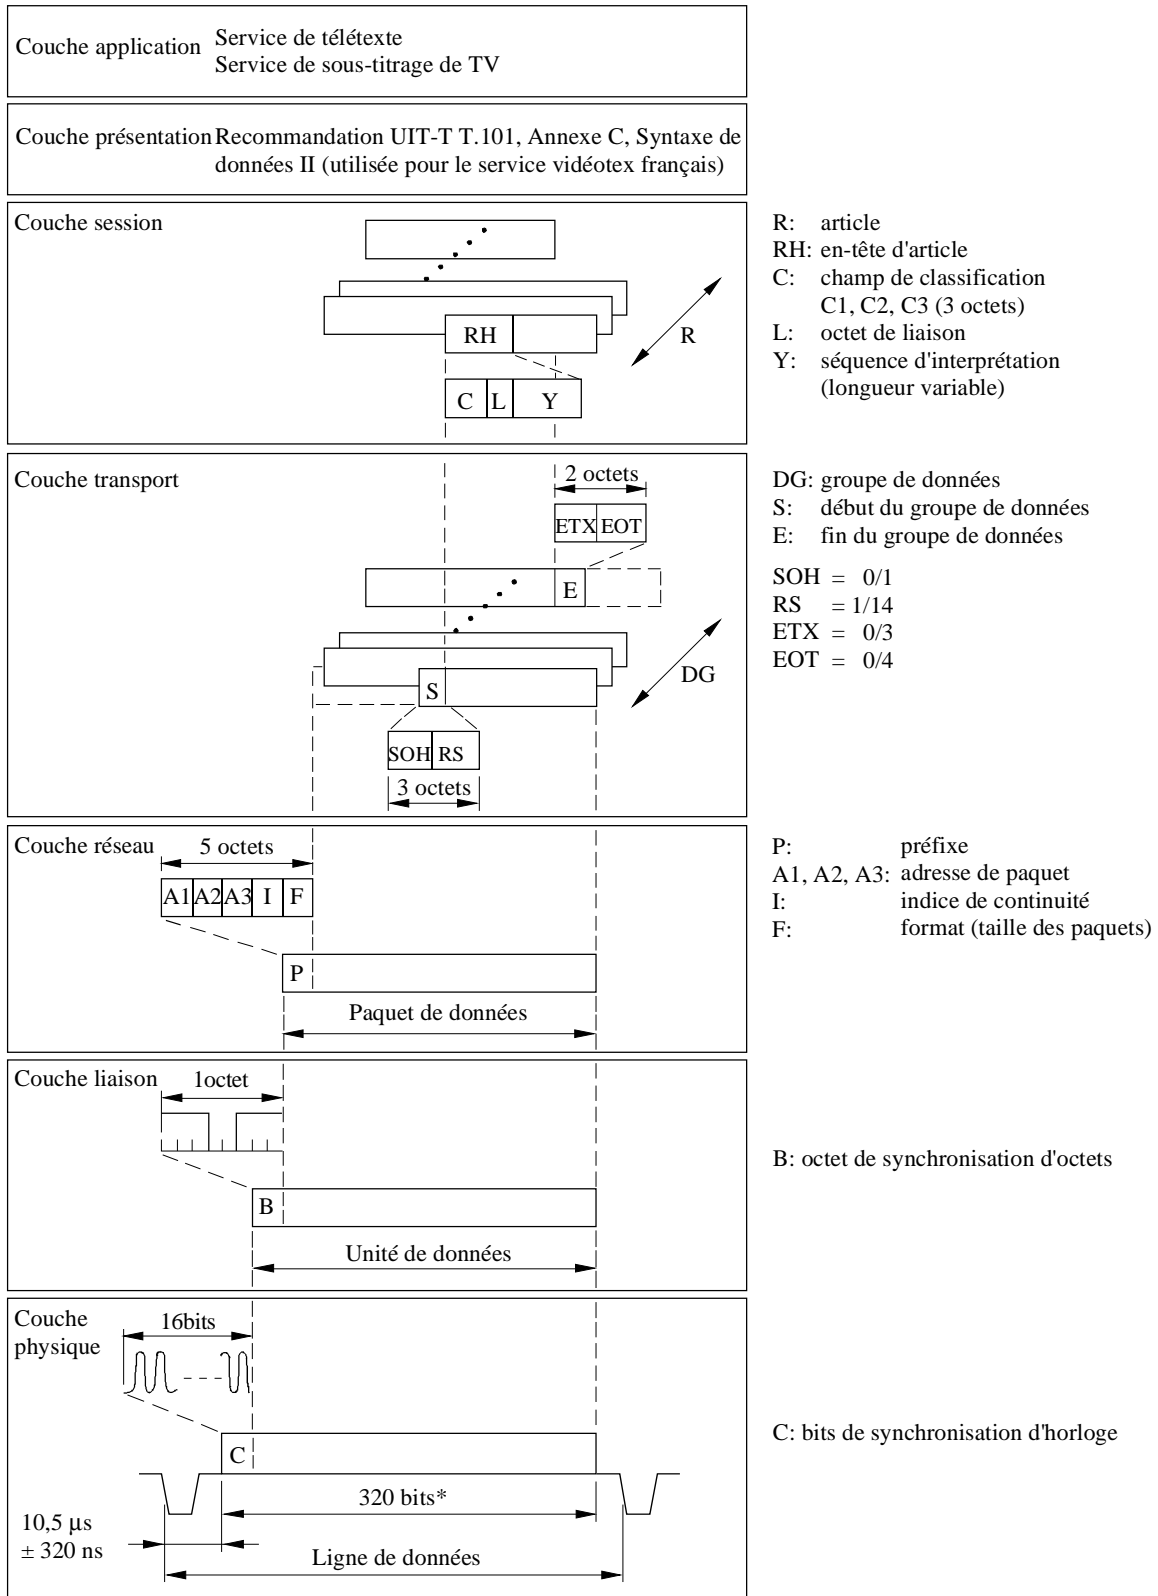 Couche application
Service de télétexte
Service de sous-titrage de TV
Couche présentation
Recommandation UIT-T T.101, Annexe C, Syntaxe de
données II (utilisée pour le service vidéotex français)
Couche session
RH
R
C L Y
R: article
RH: en-tête d'article
C: champ de classification
C1, C2, C3 (3 octets)
L: octet de liaison
Y: séquence d'interprétation
(longueur variable)
Couche transport
2 octets
ETX EOT
E
DG
S
SOH RS
3 octets
DG: groupe de données
S: début du groupe de données
E: fin du groupe de données
SOH = 0/1
RS = 1/14
ETX = 0/3
EOT = 0/4
Couche réseau
5 octets
A1 A2 A3 I F
P
Paquet de données
P: préfixe
A1, A2, A3: adresse de paquet
I: indice de continuité
F: format (taille des paquets)
Couche liaison
1octet
B
Unité de données
B: octet de synchronisation d'octets
Couche
physique
16bits
C
320 bits*
10,5 µs
± 320 ns
Ligne de données
C: bits de synchronisation d'horloge